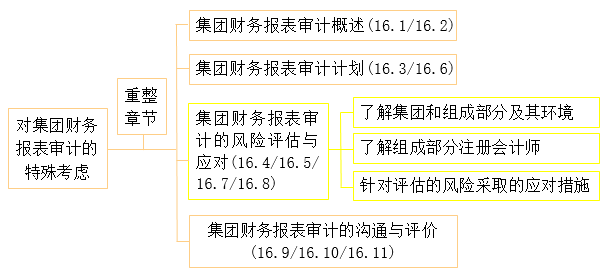 对集团财务
报表审计的
特殊考虑
重整
章节
集团财务报表审计概述(16.1/16.2)
集团财务报表审计计划(16.3/16.6)
集团财务报表审
计的风险评估与
应对(16.4/16.5/
16.7/16.8)
了解集团和组成部分及其环境
了解组成部分注册会计师
针对评估的风险采取的应对措施
集团财务报表审计的沟通与评价
(16.9/16.10/16.11)